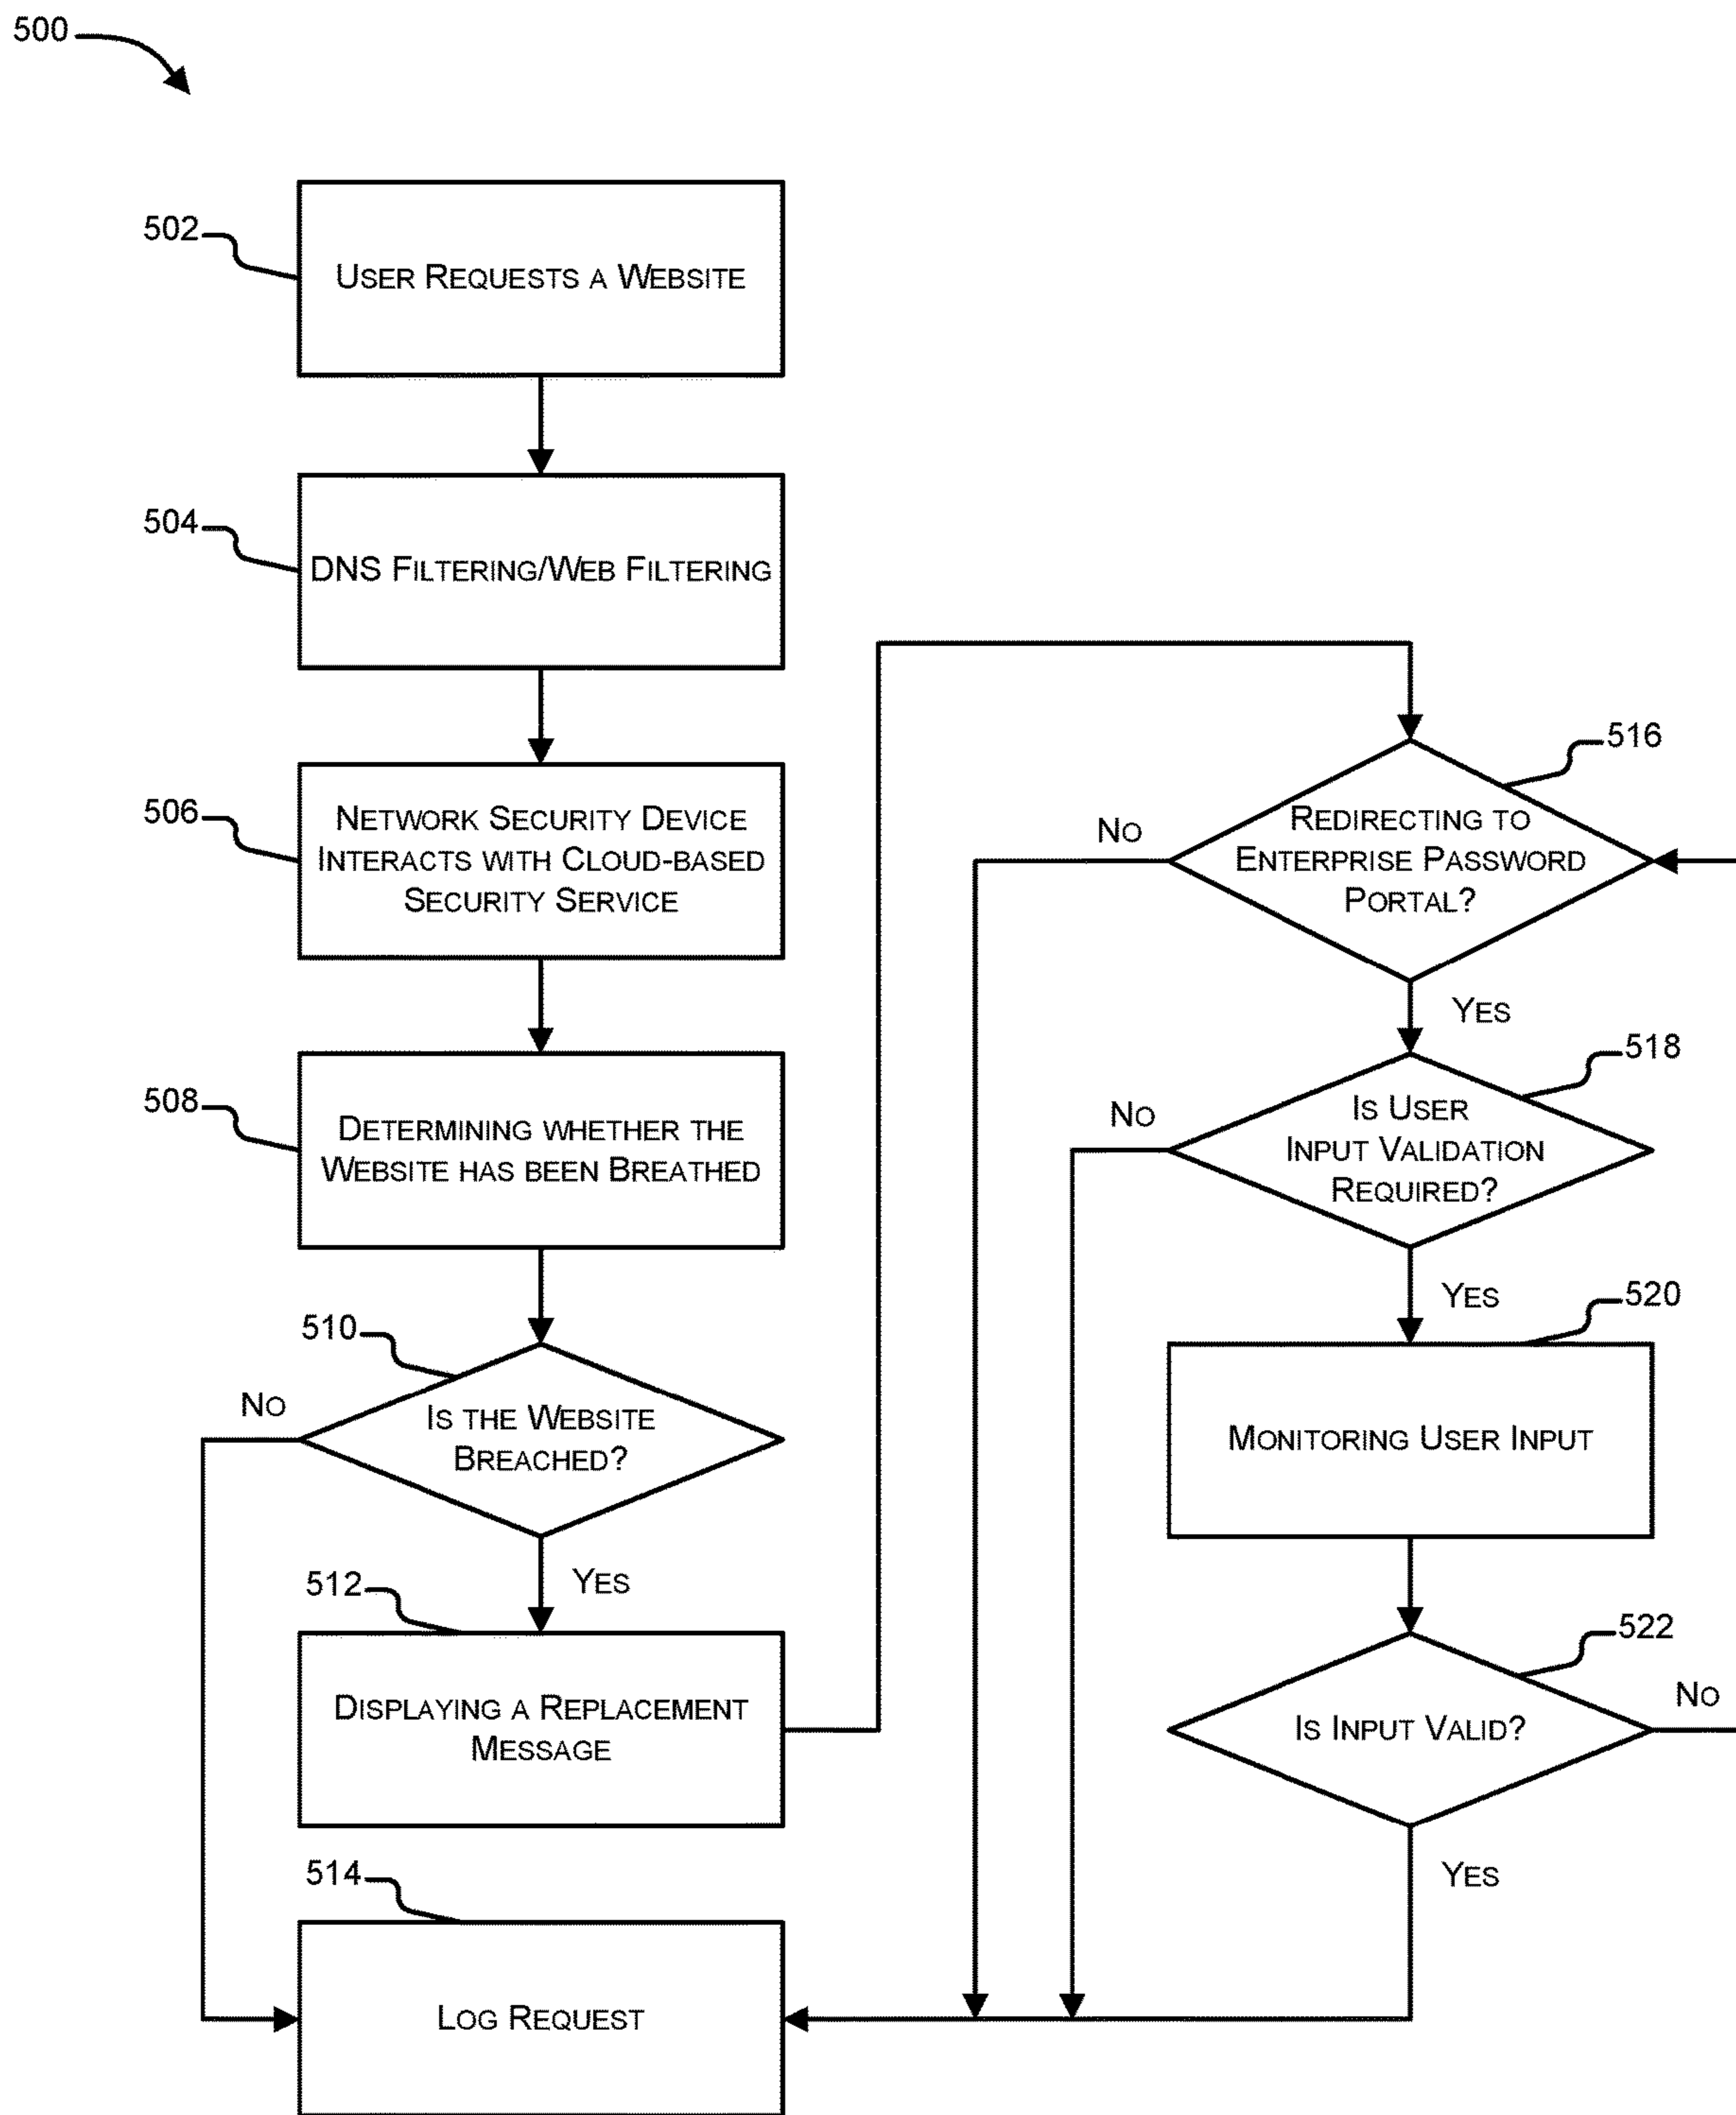 500
502
USER REQUESTS A WEBSITE
504
DNS FILTERING/WEB FILTERING
506
NETWORK SECURITY DEVICE
INTERACTS WITH CLOUD-BASED
SECURITY SERVICE
508
DETERMINING WHETHER THE
WEBSITE HAS BEEN BREATHED
510
NO
IS THE WEBSITE
BREACHED?
YES
512
DISPLAYING A REPLACEMENT
MESSAGE
514
LOG REQUEST
516
NO
REDIRECTING TO
ENTERPRISE PASSWORD
PORTAL?
YES
518
NO
IS USER
INPUT VALIDATION
REQUIRED?
YES
520
MONITORING USER INPUT
522
NO
IS INPUT VALID?
YES